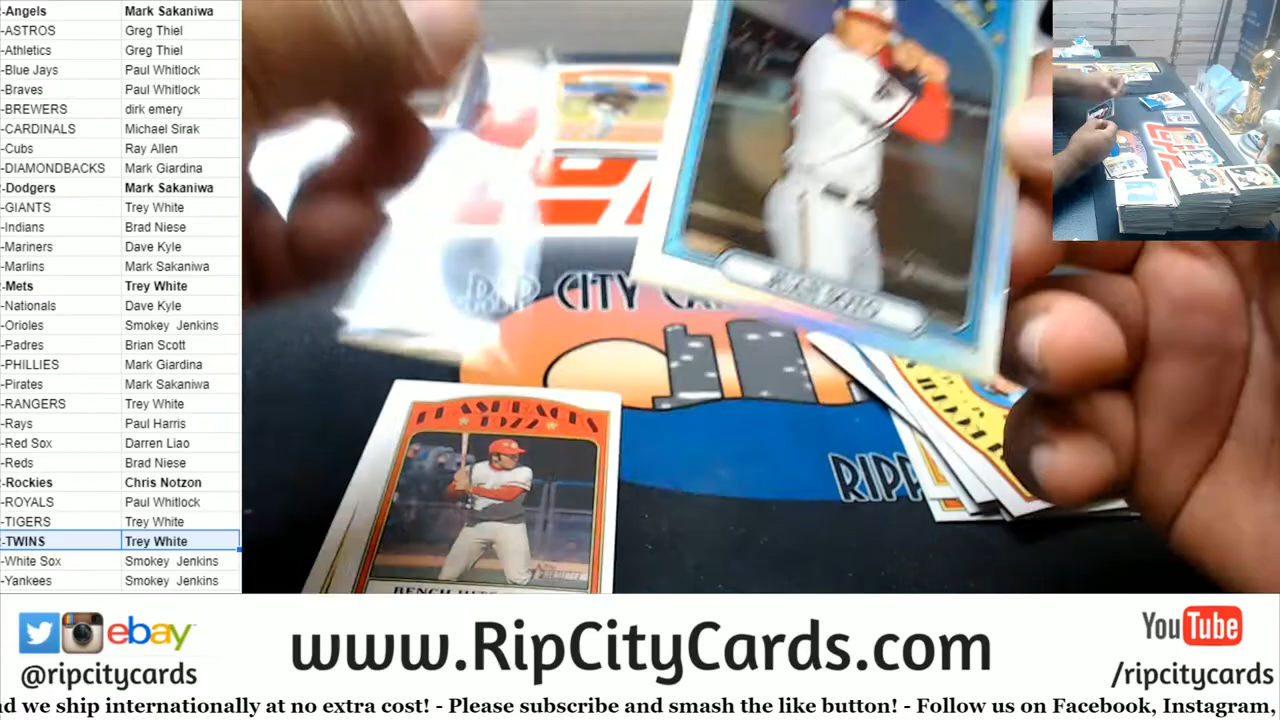 -Angels Mark Sakaniwa
-ASTROS Greg Thiel
-Athletics Greg Thiel
-Blue Jays Paul Whitlock
-Braves Paul Whitlock
-BREWERS dirk emery
-CARDINALS Michael Sirak
-Cubs Ray Allen
-DIAMONDBACKS Mark Giardina
-Dodgers Mark Sakaniwa
-GIANTS Trey White
-Indians Brad Niese
-Mariners Dave Kyle
-Marlins Mark Sakaniwa
-Mets Trey White
-Nationals Dave Kyle
-Orioles Smokey Jenkins
-Padres Brian Scott
-PHILLIES Mark Giardina
-Pirates Mark Sakaniwa
-RANGERS Trey White
-Rays Paul Harris
-Red Sox Darren Liao
-Reds Brad Niese
-Rockies Chris Notzon
-ROYALS Paul Whitlock
-TIGERS Trey White
-TWINS Trey White
-White Sox Smokey Jenkins
-Yankees Smokey Jenkins
RIP CITY CA
RIPP
FLASHBACKS
1972
BENCH
ebay
@ripcitycards
www.RipCityCards.com
YouTube
/ripcitycards
nd we ship internationally at no extra cost! - Please subscribe and smash the like button! - Follow us on Facebook, Instagram,